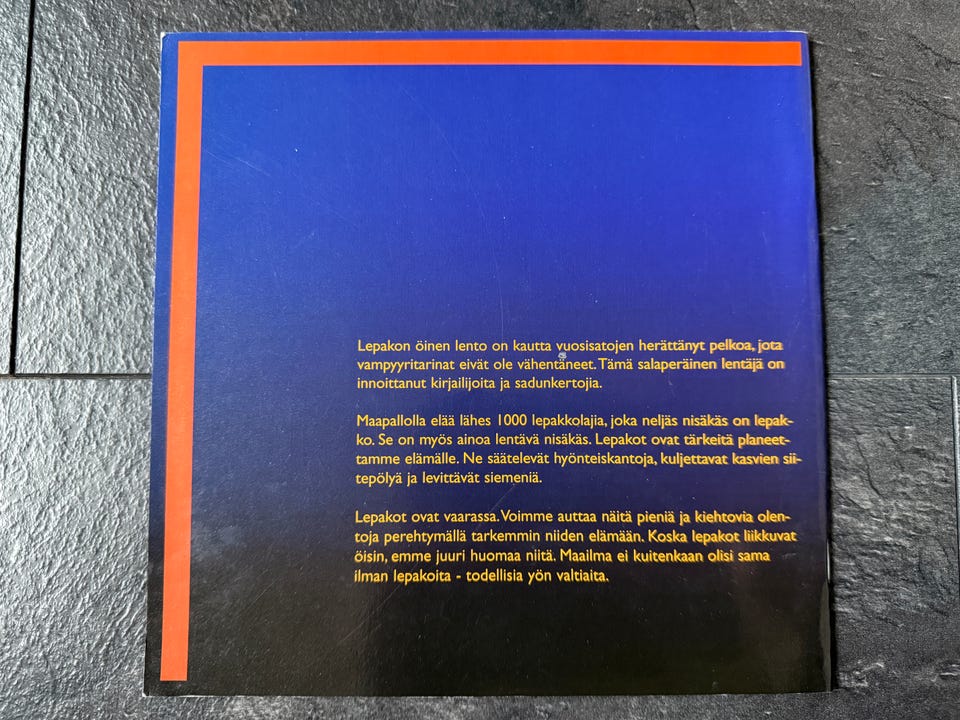 Lepakon öinen lento on kautta vuosisatojen herättänyt pelkoa, jota
vampyyritarinat eivät ole vähentäneet. Tämä salaperäinen lentäjä on
innoittanut kirjailijoita ja sadunkertojia.
Maapallolla elää lähes 1000 lepakkolajia, joka neljäs nisäkäs on lepak-
ko. Se on myös ainoa lentävä nisäkäs. Lepakot ovat tärkeitä planeet-
tamme elämälle. Ne säätelevät hyönteiskantoja, kuljettavat kasvien sii-
tepölyä ja levittävät siemeniä.
Lepakot ovat vaarassa. Voimme auttaa näitä pieniä ja kiehtovia olen-
toja perehtymällä tarkemmin niiden elämään. Koska lepakot liikkuvat
öisin, emme juuri huomaa niitä. Maailma ei kuitenkaan olisi sama
ilman lepakoita - todellisia yön valtiaita.